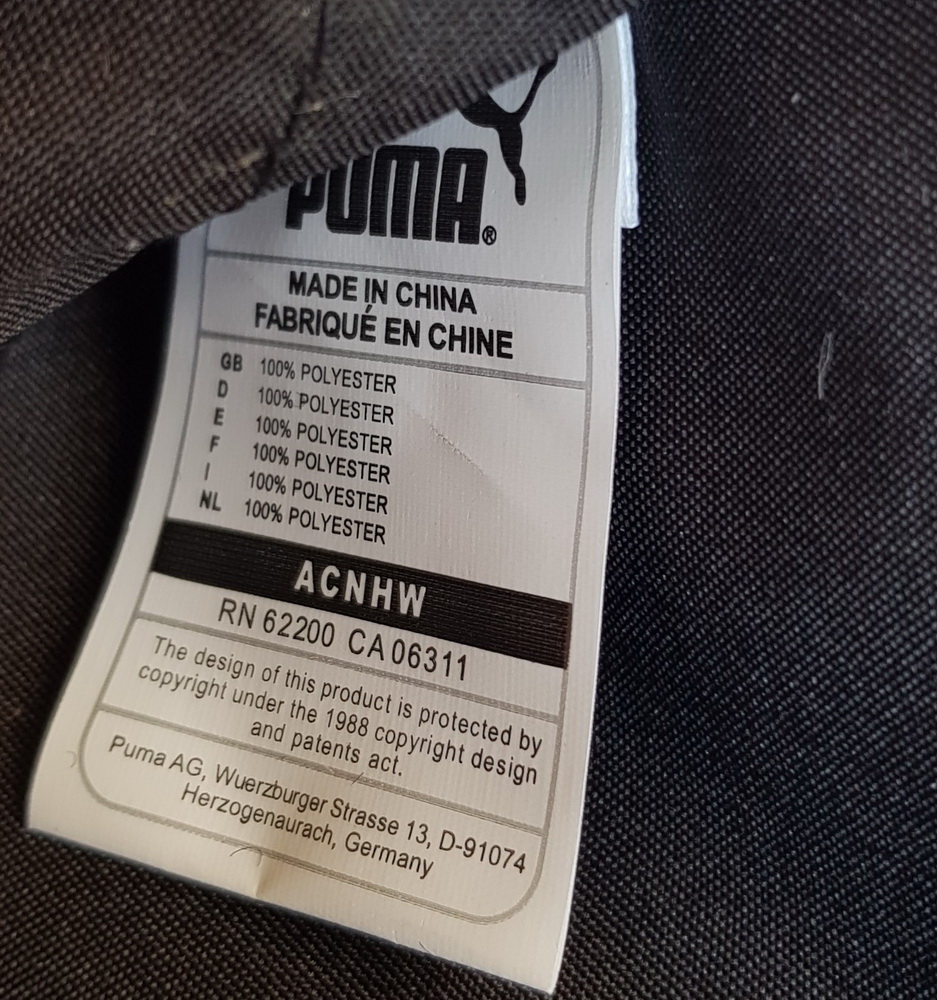 PUMA®
MADE IN CHINA
FABRIQUÉ EN CHINE
GB 100% POLYESTER
D 100% POLYESTER
E 100% POLYESTER
F 100% POLYESTER
I 100% POLYESTER
NL 100% POLYESTER
ACNHW
RN 62200 CA 06311
The design of this product is protected by
copyright under the 1988 copyright design
and patents act.
Puma AG, Wuerzburger Strasse 13, D-91074
Herzogenaurach, Germany